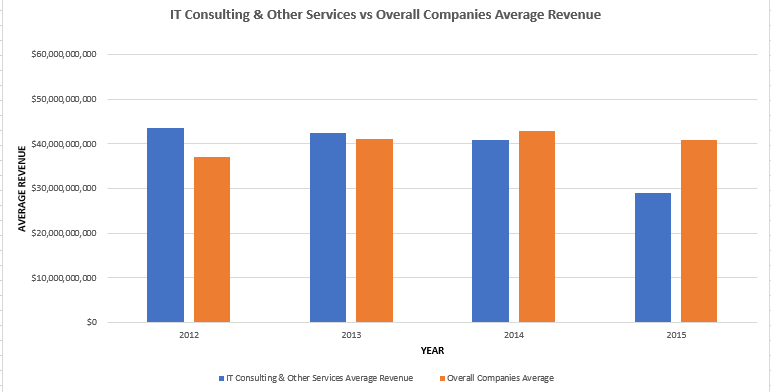 IT Consulting & Other Services vs Overall Companies Average Revenue
$60,000,000,000
$50,000,000,000
$40,000,000,000
$30,000,000,000
$20,000,000,000
$10,000,000,000
$0
AVERAGE REVENUE
2012 2013 2014 2015
YEAR
IT Consulting & Other Services Average Revenue Overall Companies Average